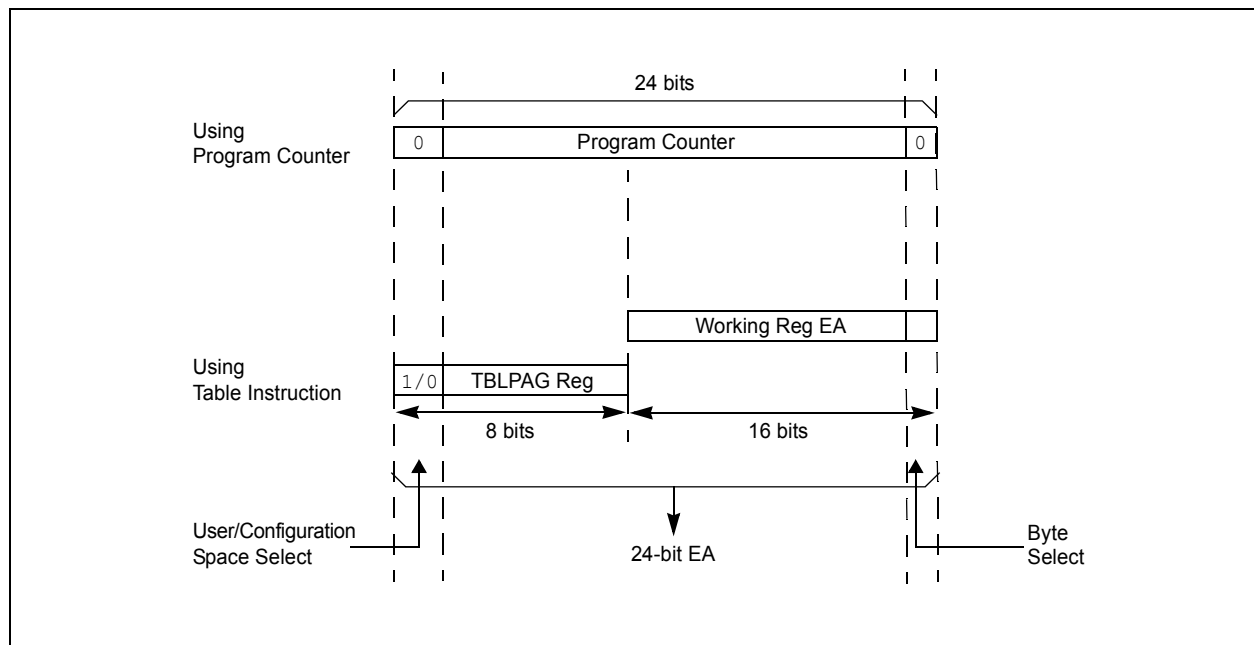 24 bits
Using
Program Counter
0
Program Counter
0
Working Reg EA
Using
Table Instruction
1/0
TBLPAG Reg
8 bits
16 bits
User/Configuration
Space Select
24-bit EA
Byte
Select